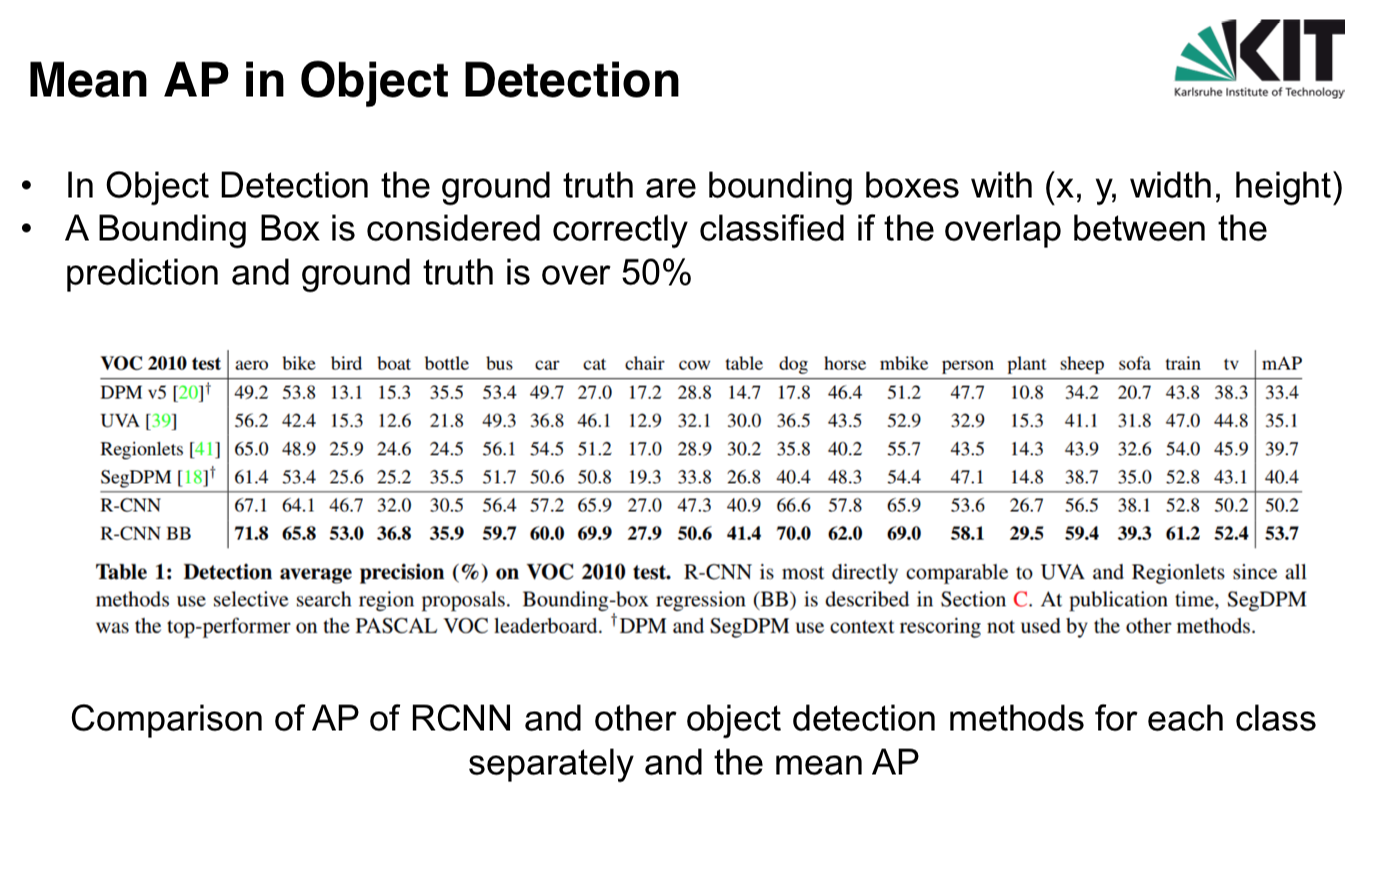 KIT
Karlsruhe Institute of Technology
Mean AP in Object Detection
• In Object Detection the ground truth are bounding boxes with (x, y, width, height)
• A Bounding Box is considered correctly classified if the overlap between the
prediction and ground truth is over 50%
VOC 2010 test aero bike bird boat bottle bus car cat chair cow table dog horse mbike person plant sheep sofa train tv mAP
DPM v5 [20]† 49.2 53.8 13.1 15.3 35.5 53.4 49.7 27.0 17.2 28.8 14.7 17.8 46.4 51.2 47.7 10.8 34.2 20.7 43.8 38.3 33.4
UVA [39] 56.2 42.4 15.3 12.6 21.8 49.3 36.8 46.1 12.9 32.1 30.0 36.5 43.5 52.9 32.9 15.3 41.1 31.8 47.0 44.8 35.1
Regionlets [41] 65.0 48.9 25.9 24.6 24.5 56.1 54.5 51.2 17.0 28.9 30.2 35.8 40.2 55.7 43.5 14.3 43.9 32.6 54.0 45.9 39.7
SegDPM [18]† 61.4 53.4 25.6 25.2 35.5 51.7 50.6 50.8 19.3 33.8 26.8 40.4 48.3 54.4 47.1 14.8 38.7 35.0 52.8 43.1 40.4
R-CNN 67.1 64.1 46.7 32.0 30.5 56.4 57.2 65.9 27.0 47.3 40.9 66.6 57.8 65.9 53.6 26.7 56.5 38.1 52.8 50.2 50.2
R-CNN BB 71.8 65.8 53.0 36.8 35.9 59.7 60.0 69.9 27.9 50.6 41.4 70.0 62.0 69.0 58.1 29.5 59.4 39.3 61.2 52.4 53.7
Table 1: Detection average precision (%) on VOC 2010 test. R-CNN is most directly comparable to UVA and Regionlets since all
methods use selective search region proposals. Bounding-box regression (BB) is described in Section C. At publication time, SegDPM
was the top-performer on the PASCAL VOC leaderboard. †DPM and SegDPM use context rescoring not used by the other methods.
Comparison of AP of RCNN and other object detection methods for each class
separately and the mean AP